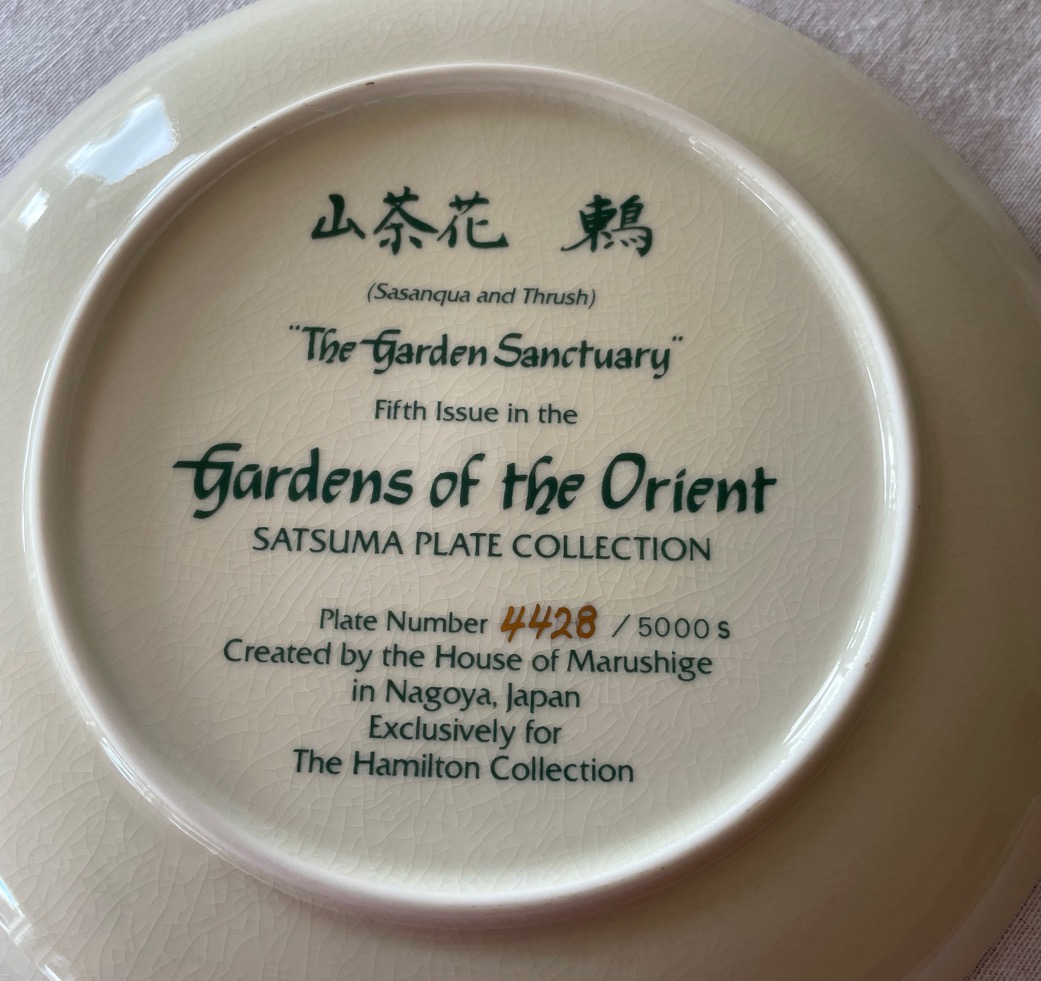 山茶花 鶇
(Sasanqua and Thrush)
"The Garden Sanctuary"
Fifth Issue in the
Gardens of the Orient
SATSUMA PLATE COLLECTION
Plate Number 4428 / 5000 s
Created by the House of Marushige
in Nagoya, Japan
Exclusively for
The Hamilton Collection